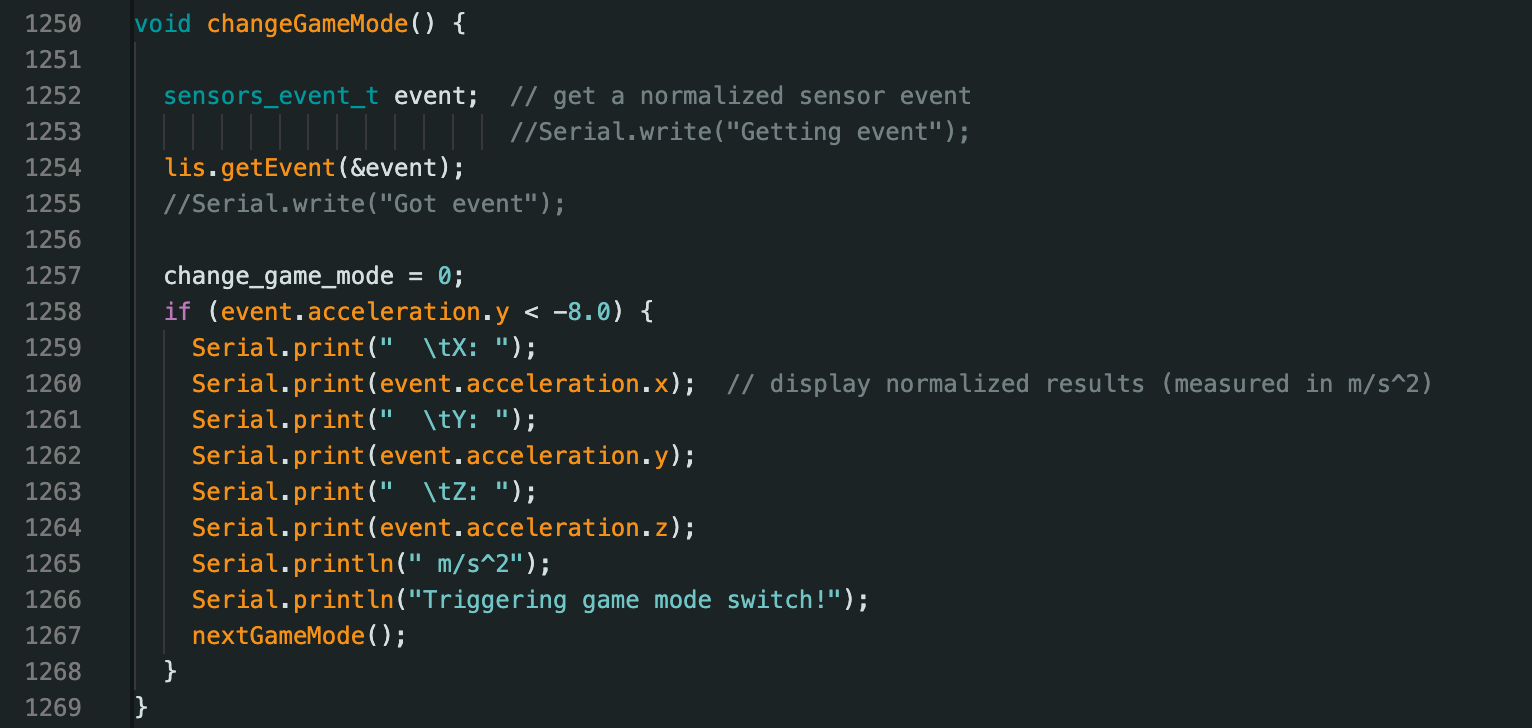 1250 void changeGameMode() {
1251
1252   sensors_event_t event;  // get a normalized sensor event
1253                           //Serial.write("Getting event");
1254   lis.getEvent(&event);
1255   //Serial.write("Got event");
1256
1257   change_game_mode = 0;
1258   if (event.acceleration.y < -8.0) {
1259     Serial.print("  \tX: ");
1260     Serial.print(event.acceleration.x);  // display normalized results (measured in m/s^2)
1261     Serial.print("  \tY: ");
1262     Serial.print(event.acceleration.y);
1263     Serial.print("  \tZ: ");
1264     Serial.print(event.acceleration.z);
1265     Serial.println(" m/s^2");
1266     Serial.println("Triggering game mode switch!");
1267     nextGameMode();
1268   }
1269 }